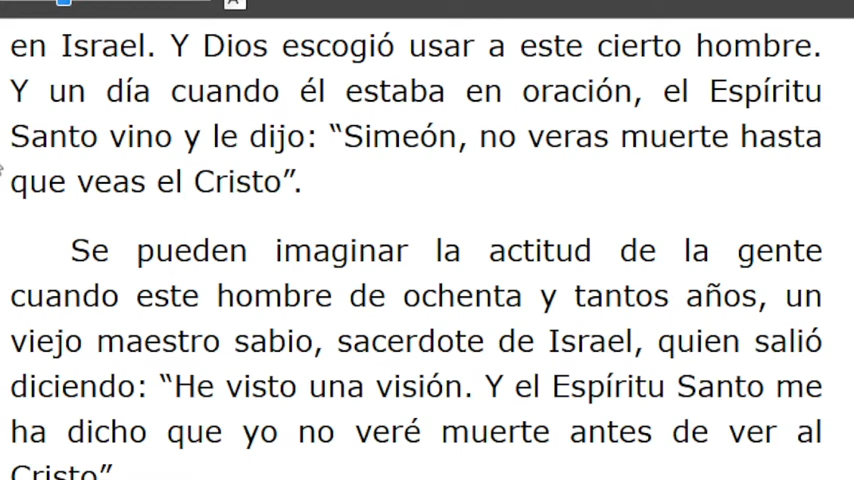 en Israel. Y Dios escogió usar a este cierto hombre.
Y un día cuando él estaba en oración, el Espíritu
Santo vino y le dijo: “Simeón, no veras muerte hasta
que veas el Cristo”.
Se pueden imaginar la actitud de la gente
cuando este hombre de ochenta y tantos años, un
viejo maestro sabio, sacerdote de Israel, quien salió
diciendo: “He visto una visión. Y el Espíritu Santo me
ha dicho que yo no veré muerte antes de ver al
Cristo”